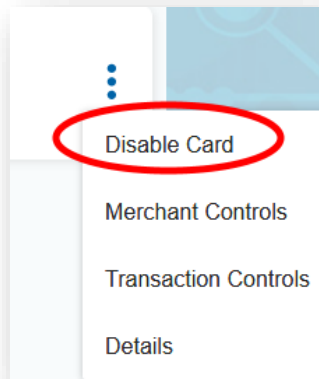 Disable Card
Merchant Controls
Transaction Controls
Details